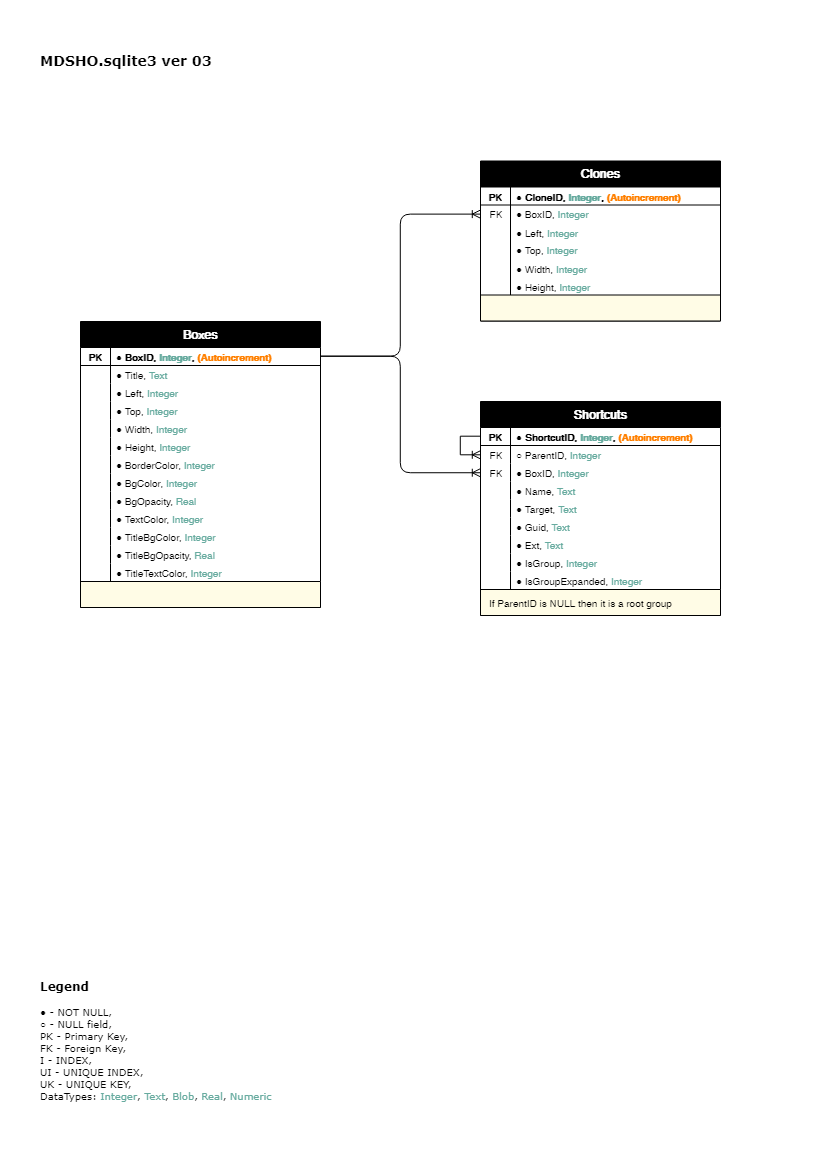 MDSHO.sqlite3 ver 03
Clones
PK ● CloneID, Integer, (Autoincrement)
FK ● BoxID, Integer
● Left, Integer
● Top, Integer
● Width, Integer
● Height, Integer
Boxes
PK ● BoxID, Integer, (Autoincrement)
● Title, Text
● Left, Integer
● Top, Integer
● Width, Integer
● Height, Integer
● BorderColor, Integer
● BgColor, Integer
● BgOpacity, Real
● TextColor, Integer
● TitleBgColor, Integer
● TitleBgOpacity, Real
● TitleTextColor, Integer
Shortcuts
PK ● ShortcutID, Integer, (Autoincrement)
FK ○ ParentID, Integer
FK ● BoxID, Integer
● Name, Text
● Target, Text
● Guid, Text
● Ext, Text
● IsGroup, Integer
● IsGroupExpanded, Integer
If ParentID is NULL then it is a root group
Legend
● - NOT NULL,
○ - NULL field,
PK - Primary Key,
FK - Foreign Key,
I - INDEX,
UI - UNIQUE INDEX,
UK - UNIQUE KEY,
DataTypes: Integer, Text, Blob, Real, Numeric